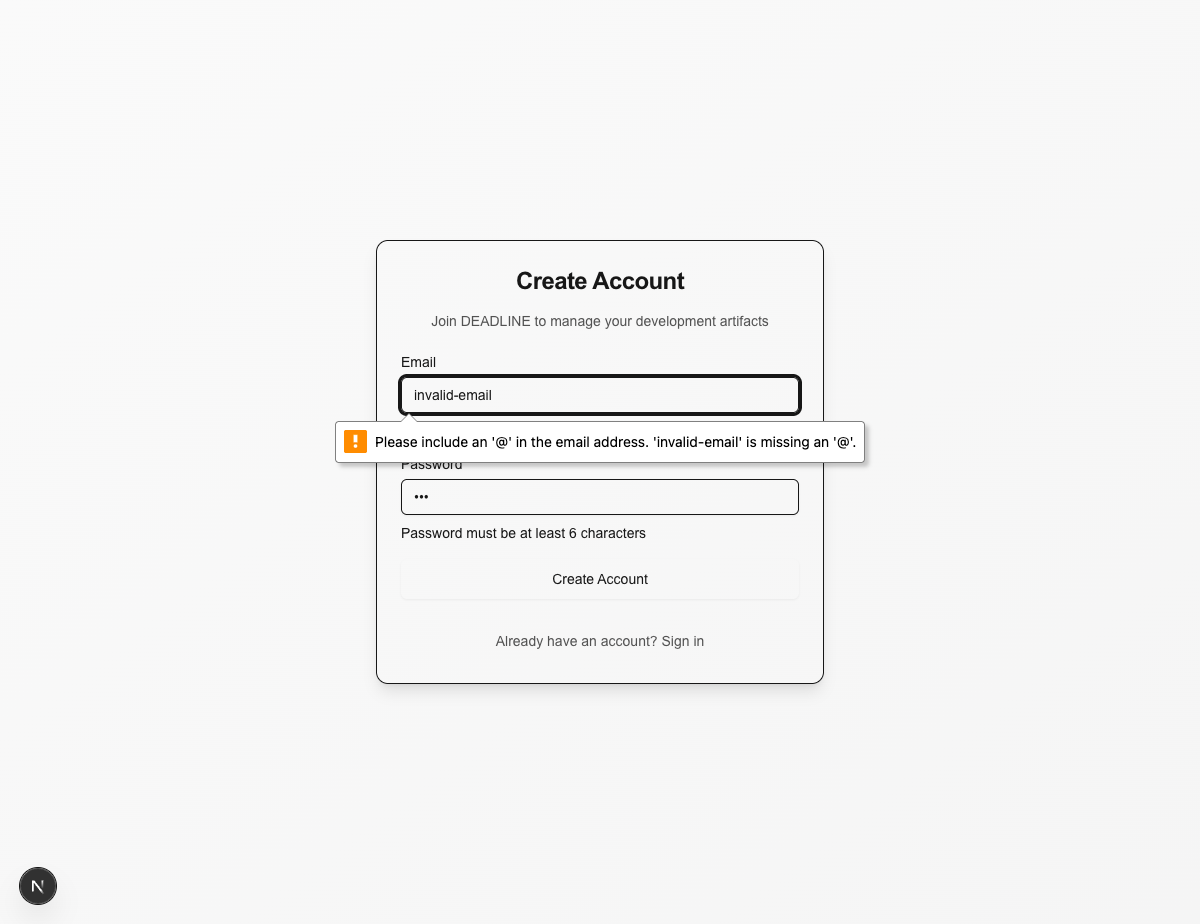 Create Account
Join DEADLINE to manage your development artifacts
Email
invalid-email
Please include an '@' in the email address. 'invalid-email' is missing an '@'.
Password
•••
Password must be at least 6 characters
Create Account
Already have an account? Sign in
N